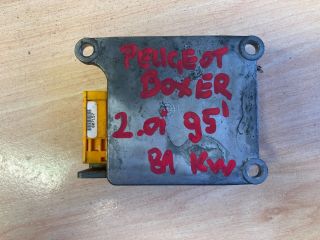 PEUGEOT
BOXER
2.0i 95'
81 KW